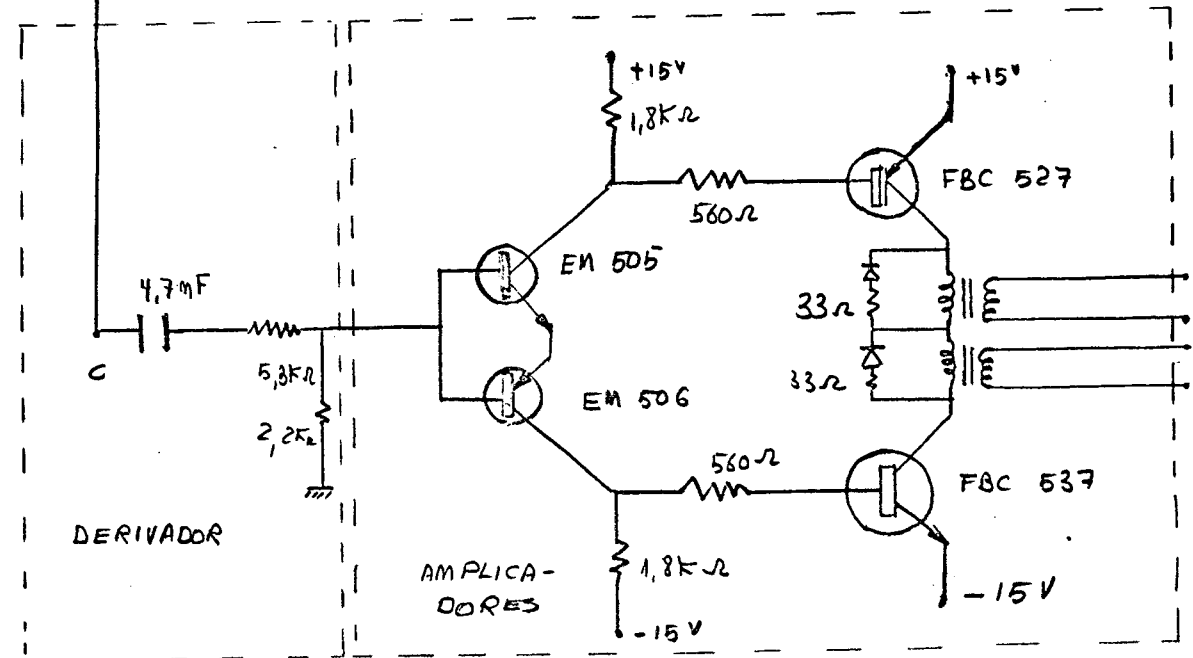 +15V
1,8KΩ
+15V
FBC 527
560Ω
EM 505
4,7nF
33Ω
C
5,3KΩ
33Ω
EM 506
2,2KΩ
560Ω
FBC 537
DERIVADOR
AMPLICA-
DORES
1,8KΩ
-15V
-15V